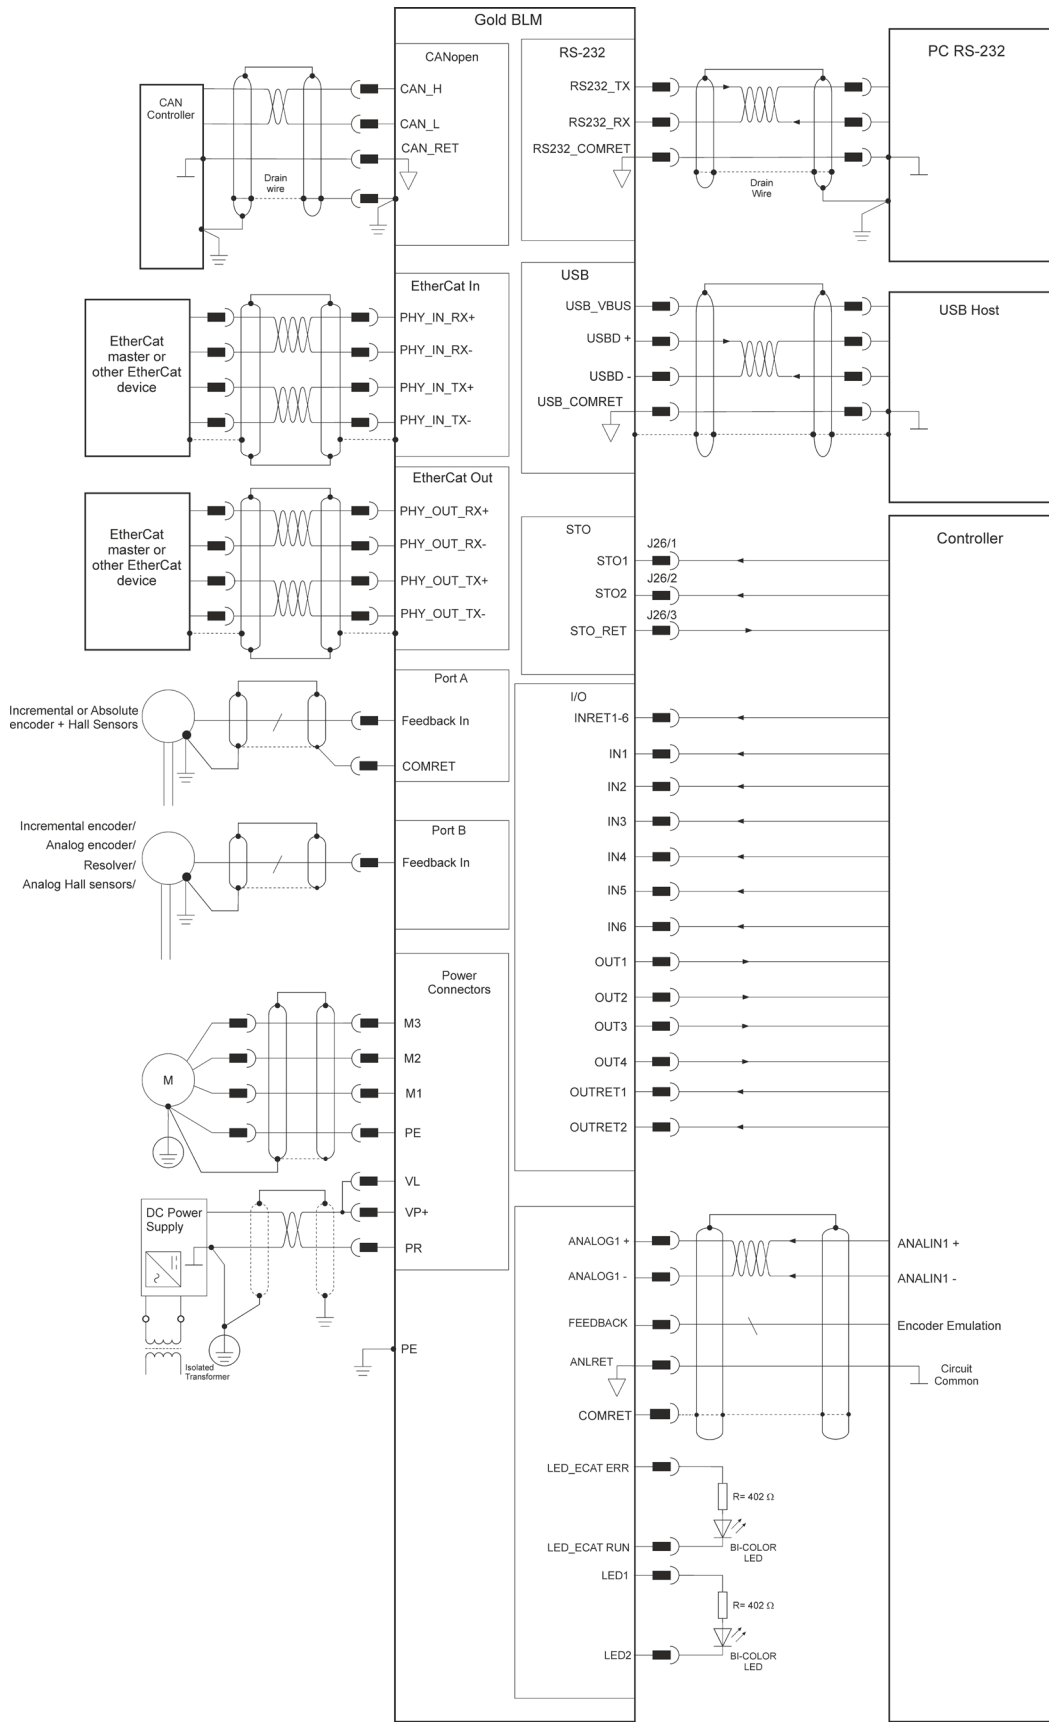 Gold BLM
CANopen
CAN_H
CAN_L
CAN_RET
CAN
Controller
Drain
wire
RS-232
RS232_TX
RS232_RX
RS232_COMRET
Drain
Wire
PC RS-232
EtherCat In
PHY_IN_RX+
PHY_IN_RX-
PHY_IN_TX+
PHY_IN_TX-
EtherCat
master or
other EtherCat
device
USB
USB_VBUS
USBD +
USBD -
USB_COMRET
USB Host
EtherCat Out
PHY_OUT_RX+
PHY_OUT_RX-
PHY_OUT_TX+
PHY_OUT_TX-
EtherCat
master or
other EtherCat
device
STO
STO1
J26/1
STO2
J26/2
STO_RET
J26/3
Controller
Port A
Feedback In
COMRET
Incremental or Absolute
encoder + Hall Sensors
Port B
Feedback In
Incremental encoder/
Analog encoder/
Resolver/
Analog Hall sensors/
I/O
INRET1-6
IN1
IN2
IN3
IN4
IN5
IN6
OUT1
OUT2
OUT3
OUT4
OUTRET1
OUTRET2
Power
Connectors
M3
M2
M1
PE
VL
VP+
PR
PE
M
DC Power
Supply
Isolated
Transformer
ANALOG1 +
ANALOG1 -
FEEDBACK
ANLRET
COMRET
ANALIN1 +
ANALIN1 -
Encoder Emulation
Circuit
Common
LED_ECAT ERR
R= 402 Ω
LED_ECAT RUN
BI-COLOR
LED
LED1
R= 402 Ω
LED2
BI-COLOR
LED